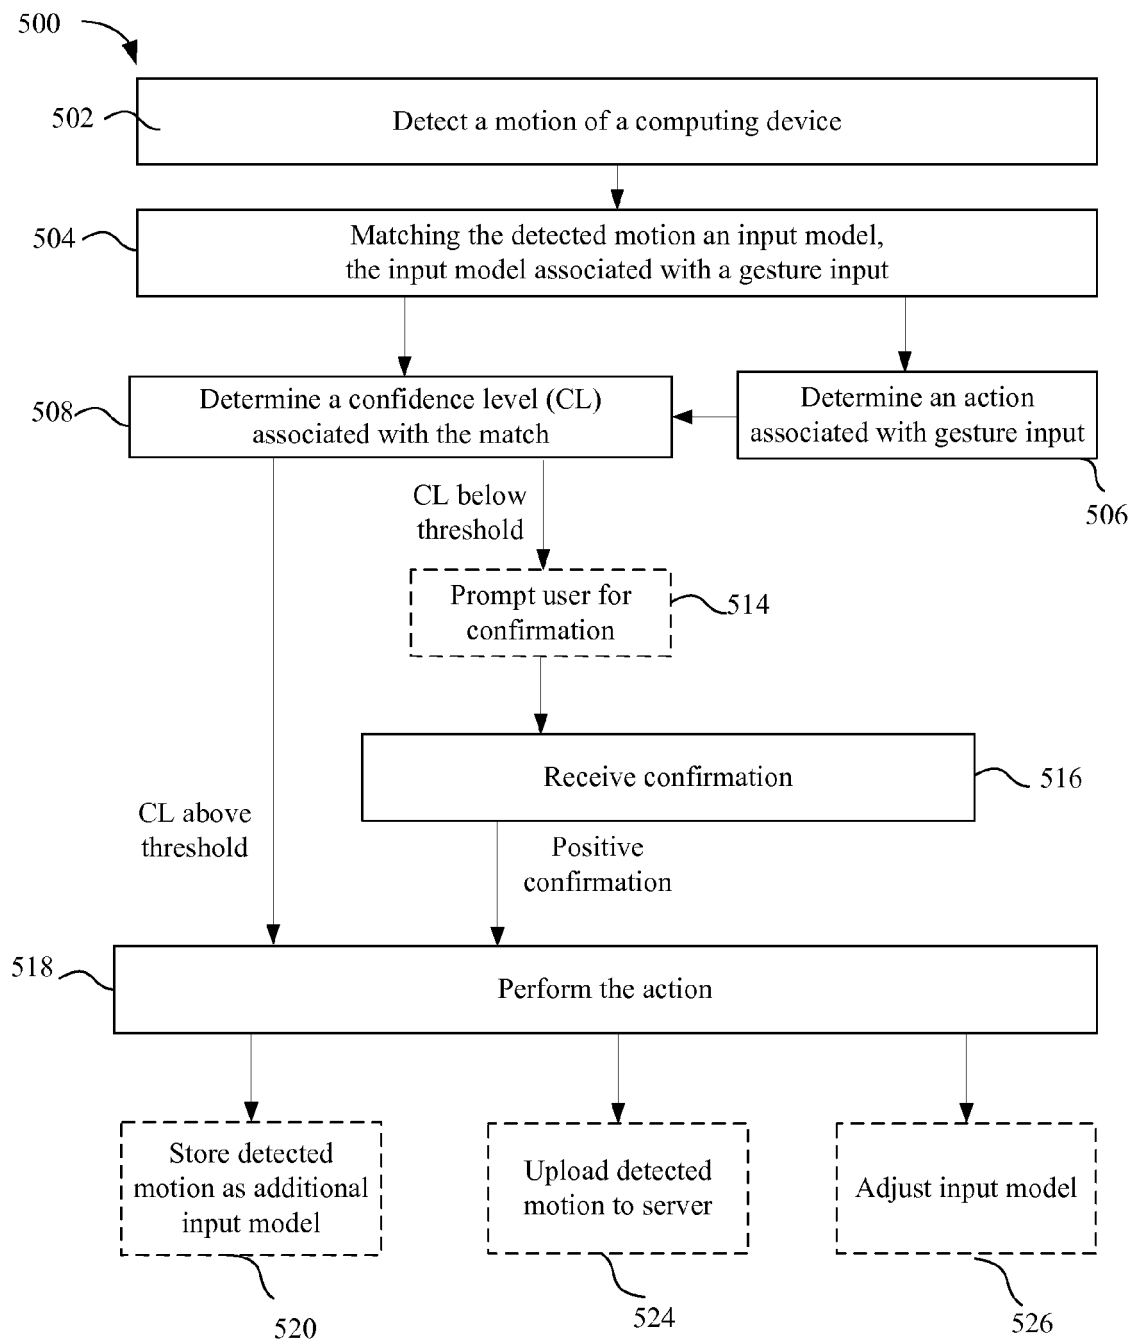 500
502
Detect a motion of a computing device
504
Matching the detected motion an input model,
the input model associated with a gesture input
508
Determine a confidence level (CL)
associated with the match
Determine an action
associated with gesture input
506
CL below
threshold
Prompt user for
confirmation
514
Receive confirmation
516
CL above
threshold
Positive
confirmation
518
Perform the action
Store detected
motion as additional
input model
Upload detected
motion to server
Adjust input model
520
524
526